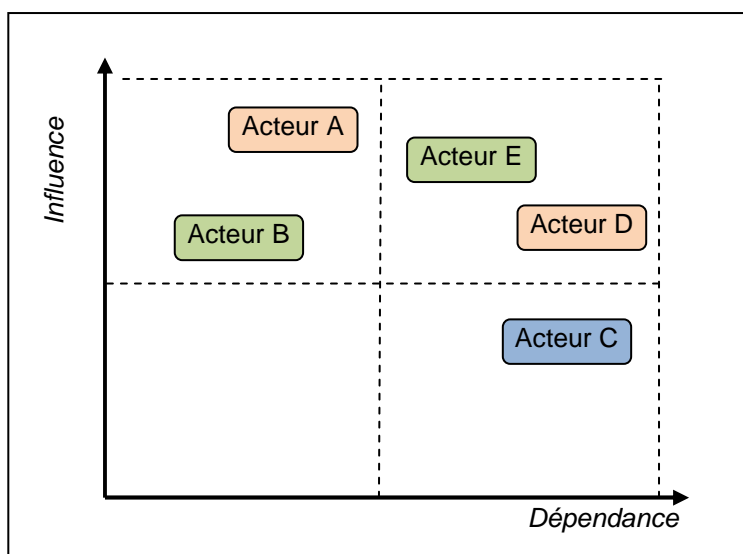 Influence
Acteur A
Acteur E
Acteur B
Acteur D
Acteur C
Dépendance